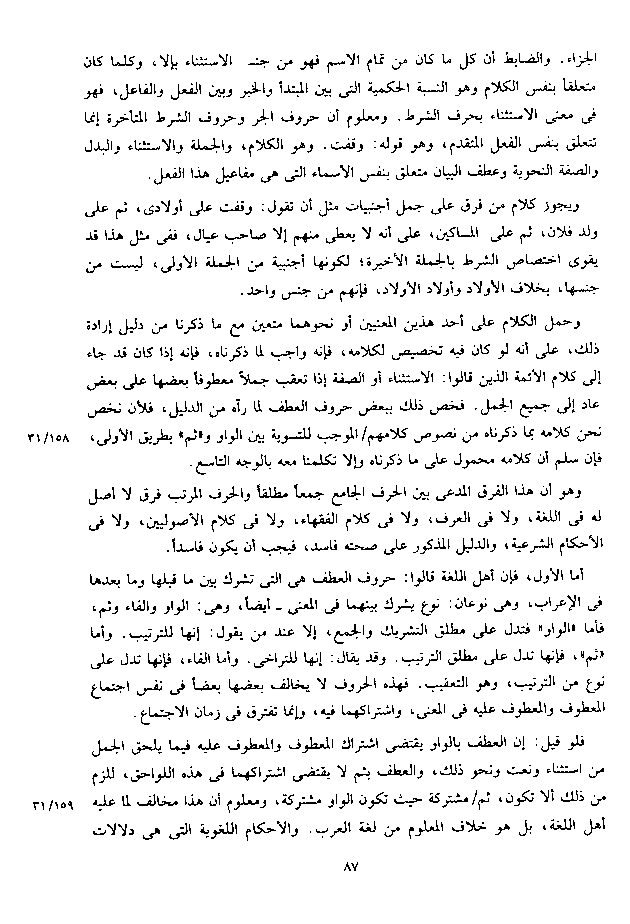 الجزاء. والضابط أن كل ما كان من تمام الاسم فهو من جنـ الاستثناء بإلا، وكلما كان
متعلقاً بنفس الكلام وهو النسبة الحكمية التى بين المبتدأ والخبر وبين الفعل والفاعل، فهو
فى معنى الاستثناء بحرف الشرط. ومعلوم أن حروف الجر وحروف الشرط المتأخرة إنما
تتعلق بنفس الفعل المتقدم، وهو قوله: وقفت. وهو الكلام، والجملة والاستثناء والبدل
والصفة النحوية وعطف البيان متعلق بنفس الأسماء التى هى مفاعيل هذا الفعل.
ويجوز كلام من فرق على جمل أجنبيات مثل أن تقول: وقفت على أولادى، ثم على
ولد فلان، ثم على المساكين، على أنه لا يعطى منهم إلا صاحب عيال، ففى مثل هذا قد
يقوى اختصاص الشرط بالجملة الأخيرة؛ لكونها أجنبية من الجملة الأولى، ليست من
جنسها، بخلاف الأولاد وأولاد الأولاد، فإنهم من جنس واحد.
وحمل الكلام على أحد هذين المعنيين أو نحوهما متعين مع ما ذكرنا من دليل إرادة
ذلك، على أنه لو كان فيه تخصيص لكلامه، فإنه واجب لما ذكرناه، فإنه إذا كان قد جاء
إلى كلام الأئمة الذين قالوا: الاستثناء أو الصفة إذا تعقب جملاً معطوفاً بعضها على بعض
عاد إلى جميع الجمل. فخص ذلك ببعض حروف العطف لما رآه من الدليل، فلأن نخص
نحن كلامه بما ذكرناه من نصوص كلامهم/ الموجب للتسوية بين الواو و«ثم» بطريق الأولى، ٣١/١٥٨
فإن سلم أن كلامه محمول على ما ذكرناه وإلا تكلمنا معه بالوجه التاسع.
وهو أن هذا الفرق المدعى بين الحرف الجامع جمعاً مطلقاً والحرف المرتب فرق لا أصل
له فى اللغة، ولا فى العرف، ولا فى كلام الفقهاء، ولا فى كلام الأصوليين، ولا فى
الأحكام الشرعية، والدليل المذكور على صحته فاسد، فيجب أن يكون فاسداً.
أما الأول، فإن أهل اللغة قالوا: حروف العطف هى التى تشرك بين ما قبلها وما بعدها
فى الإعراب، وهى نوعان: نوع يشرك بينهما فى المعنى ـ أيضاً، وهى: الواو والفاء وثم،
فأما «الواو» فتدل على مطلق التشريك والجمع، إلا عند من يقول: إنها للترتيب. وأما
«ثم»، فإنها تدل على مطلق الترتيب. وقد يقال: إنها للتراخى. وأما الفاء، فإنها تدل على
نوع من الترتيب، وهو التعقيب. فهذه الحروف لا يخالف بعضها بعضاً فى نفس اجتماع
المعطوف والمعطوف عليه فى المعنى، واشتراكهما فيه، وإنما تفترق فى زمان الاجتماع.
فلو قيل: إن العطف بالواو يقتضى اشتراك المعطوف والمعطوف عليه فيما يلحق الجمل
من استثناء ونعت ونحو ذلك، والعطف بثم لا يقتضى اشتراكهما فى هذه اللواحق، للزم
من ذلك ألا تكون، ثم/ مشتركة حيث تكون الواو مشتركة، ومعلوم أن هذا مخالف لما عليه ٣١/١٥٩
أهل اللغة، بل هو خلاف المعلوم من لغة العرب. والأحكام اللغوية التى هى دلالات
٨٧